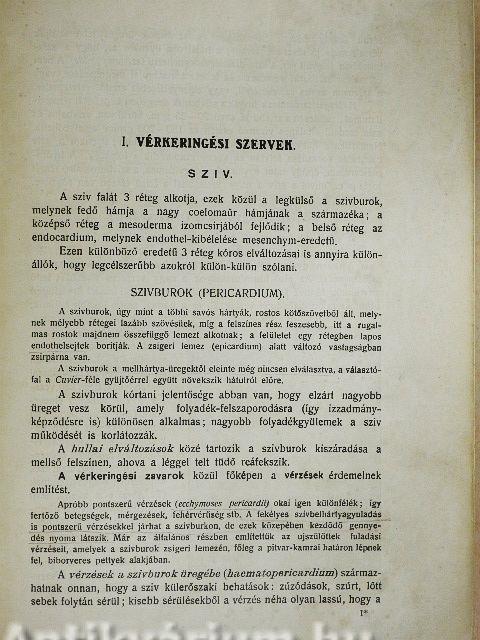 I. VÉRKERINGÉSI SZERVEK.
SZIV.
A sziv falát 3 réteg alkotja, ezek közül a legkülső a szivburok,
melynek fedő hámja a nagy coelomaűr hámjának a származéka; a
középső réteg a mesoderma izomcsirjából fejlődik; a belső réteg az
endocardium, melynek endothel-kibélelése mesenchym-eredetű.
Ezen különböző eredetű 3 réteg kóros elváltozásai is annyira külön-
állók, hogy legcélszerűbb azokról külön-külön szólani.
SZIVBUROK (PERICARDIUM).
A szivburok, úgy mint a többi savós hártyák, rostos kötőszövetből áll, mely-
nek mélyebb rétegei lazább szövésüek, mig a felszines rész feszesebb, itt a rugal-
mas rostok majdnem összefüggő lemezt alkotnak; a felületet egy rétegben lapos
endothelsejtek boritják. A zsigeri lemez (epicardium) alatt változó vastagságban
zsirpárna van.
A szivburok a mellhártya-üregektől eleinte még nincsen elválasztva, a választó-
fal a Cuvier-féle gyüjtőérrel együtt növekszik hátulról előre.
A szivburok kórtani jelentősége abban van, hogy elzárt nagyobb
üreget vesz körül, amely folyadék-felszaporodásra (így izzadmány-
képződésre is) különösen alkalmas; nagyobb folyadékgyülemek a sziv
működését is korlátozzák.
A hullai elváltozások közé tartozik a szivburok kiszáradása a
mellső felszinen, ahova a léggel telt tüdő reáfekszik.
A vérkeringési zavarok közül főképen a vérzések érdemelnek
említést.
Apróbb pontszerű vérzések (ecchymoses pericardii) okai igen különfélék; így
fertőző betegségek, mérgezések, fehérvérűség stb. A fekélyes szivbelhártyagyuladás
is pontszerű vérzésekkel járhat a szivburkon, de ezek közepében kezdődő gennye-
dés nyoma látszik. Már az általános részben említettük az ujszülöttek fuladási
vérzéseit, amelyek a szivburok zsigeri lemezén, főleg a pitvar-kamrai határon lépnek
fel, biborveres pettyek alakjában.
A vérzések a szivburok üregébe (haematopericardium) származ-
hatnak onnan, hogy a sziv külerőszaki behatások: zúzódások, szúrt, lőtt
sebek folytán sérül; kisebb sérülésekből a vérzés néha olyan lassú, hogy a
1*